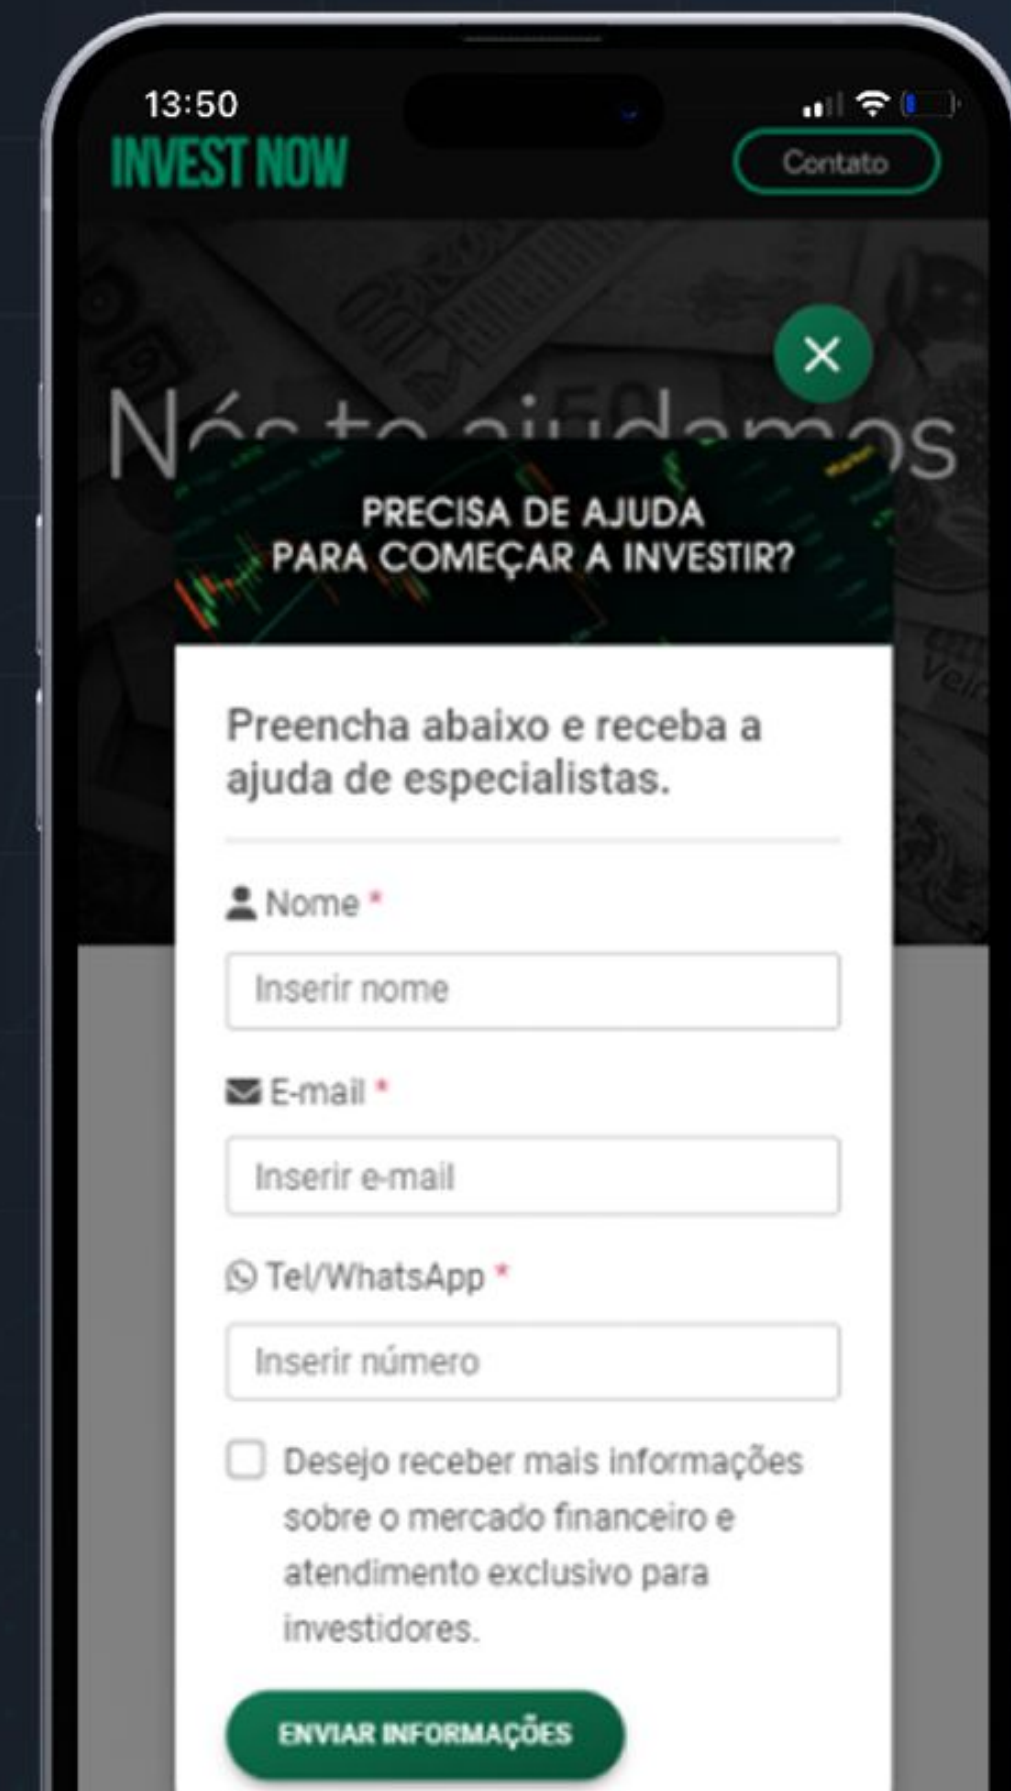 13:50
INVEST NOW
Contato
Nós te ajudamos
PRECISA DE AJUDA
PARA COMEÇAR A INVESTIR?
Preencha abaixo e receba a
ajuda de especialistas.
Nome *
Inserir nome
E-mail *
Inserir e-mail
Tel/WhatsApp *
Inserir número
Desejo receber mais informações
sobre o mercado financeiro e
atendimento exclusivo para
investidores.
ENVIAR INFORMAÇÕES